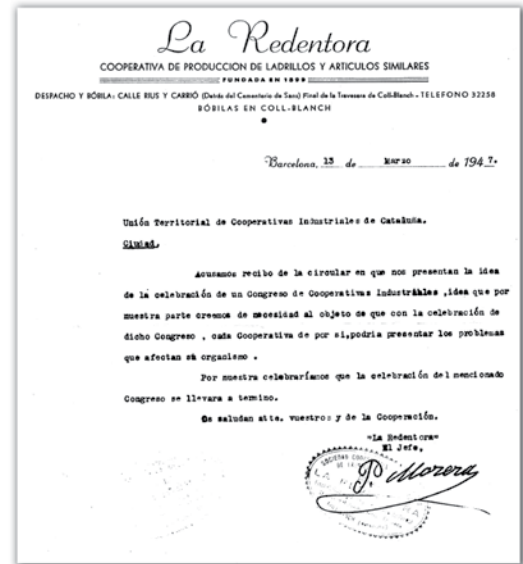 La Redentora
COOPERATIVA DE PRODUCCION DE LADRILLOS Y ARTICULOS SIMILARES
FUNDADA EN 1899
DESPACHO Y BÓBILA: CALLE RIUS Y CARRIÓ (Detrás del Cementerio de Sans) Final de la Travesera de Coll-Blanch - TELEFONO 32258
BÓBILAS EN COLL-BLANCH
Barcelona, 13 de Marzo de 1947.
Unión Territorial de Cooperativas Industriales de Cataluña.
Ciudad.
Acusamos recibo de la circular en que nos presentan la idea
de la celebración de un Congreso de Cooperativas Industriales ,idea que por
nuestra parte creemos de necesidad al objeto de que con la celebración de
dicho Congreso , cada Cooperativa de por si,podria presentar los problemas
que afectan su organismo .
Por nuestra celebraríamos que la celebración del mencionado
Congreso se llevara a termino.
Os saludan atte. vuestros y de la Cooperación.
"La Redentora"
El Jefe,
P. Morera
SOCIEDAD